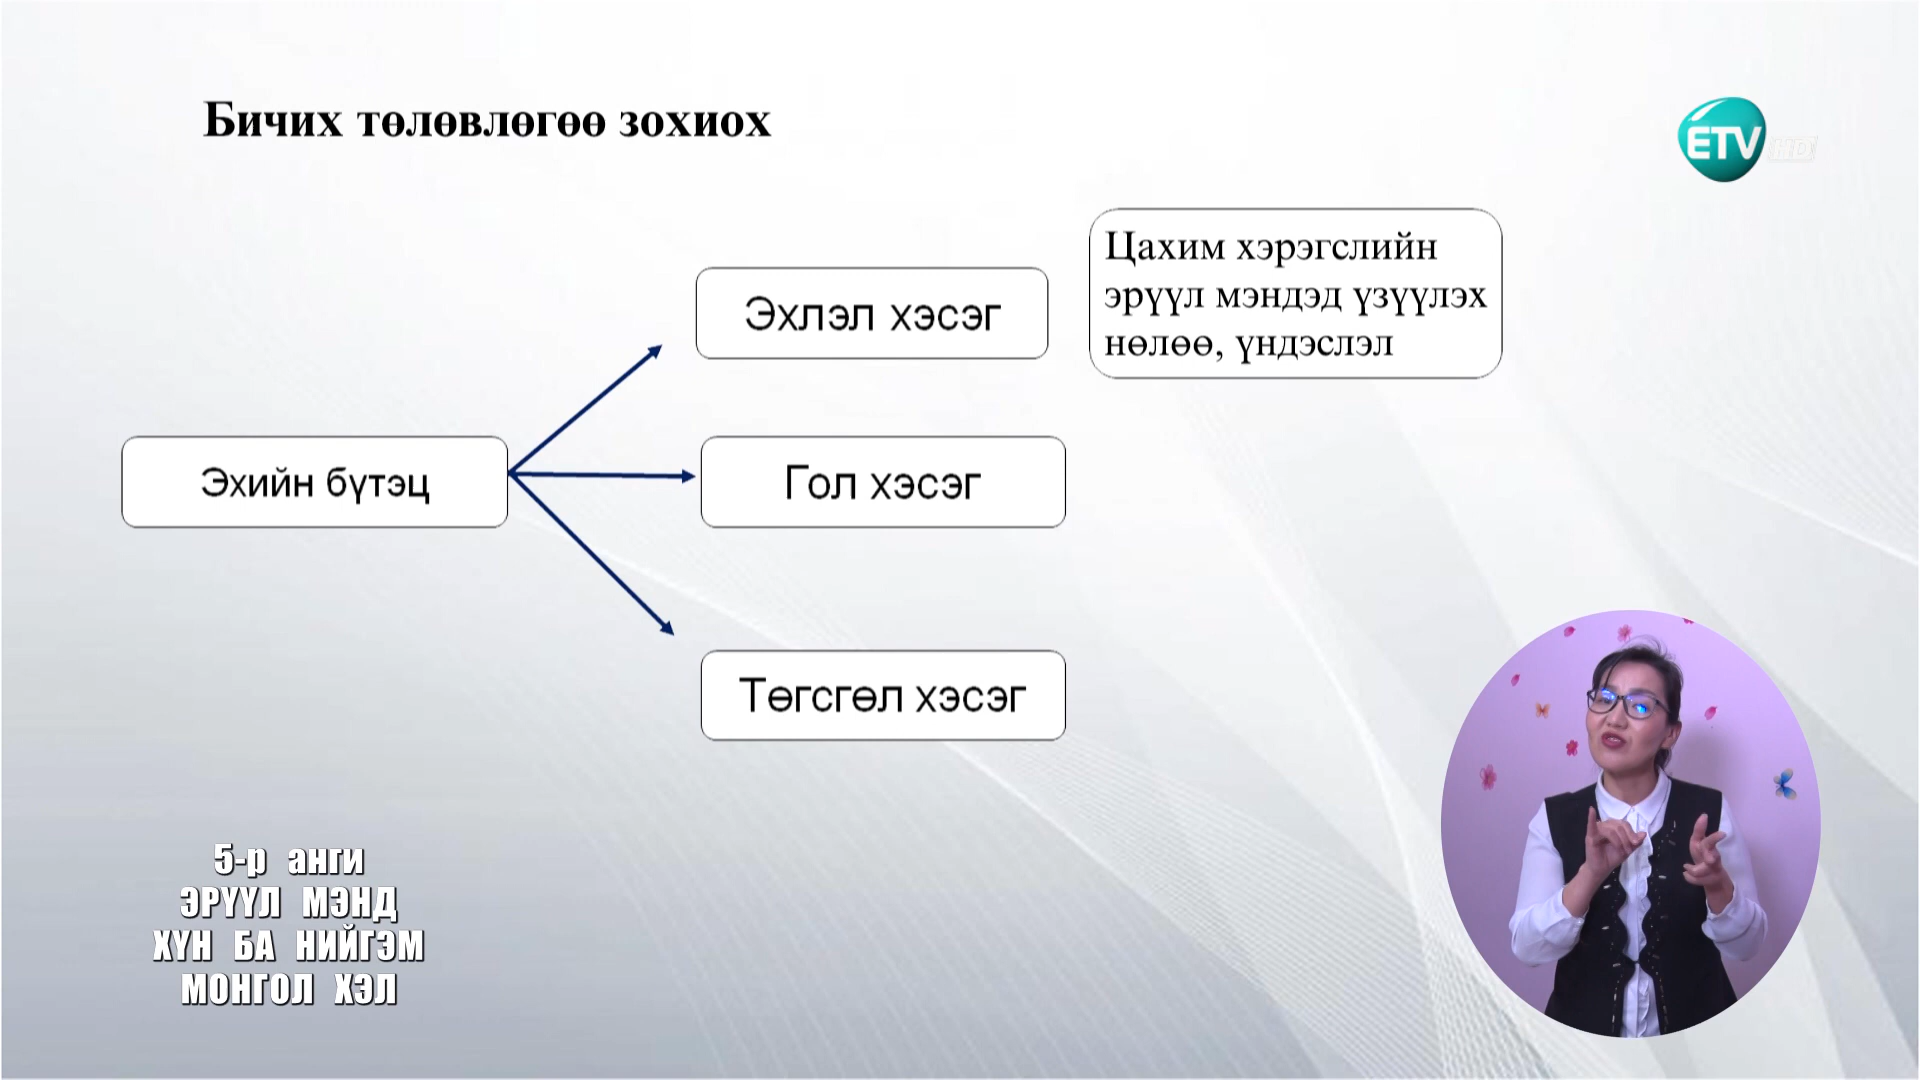 Бичих төлөвлөгөө зохиох
ETV HD
Цахим хэрэгслийн
эрүүл мэндэд үзүүлэх
нөлөө, үндэслэл
Эхлэл хэсэг
Эхийн бүтэц
Гол хэсэг
Төгсгөл хэсэг
5-р анги
ЭРҮҮЛ МЭНД
ХҮН БА НИЙГЭМ
МОНГОЛ ХЭЛ